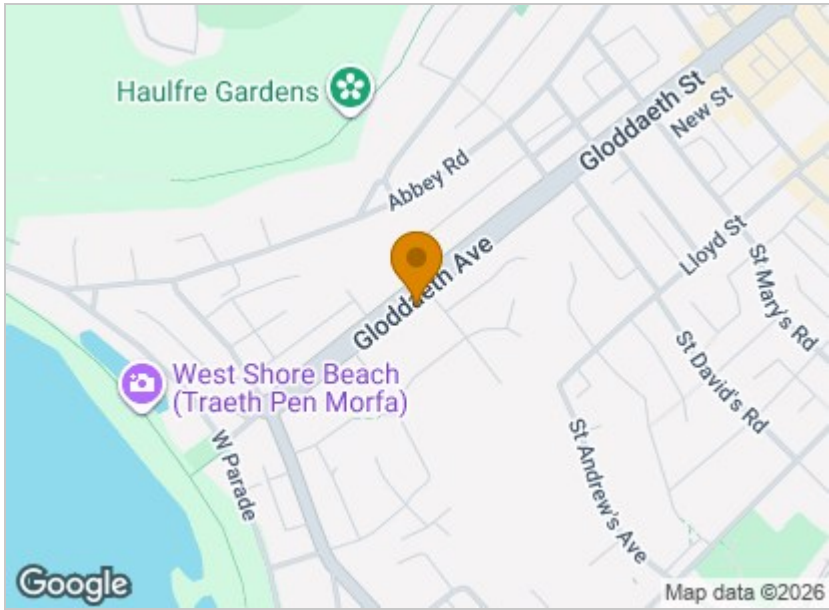 Haulfre Gardens
Gloddaeth St
New St
Abbey Rd
Lloyd St
Gloddaeth Ave
St Mary's Rd
St David's Rd
West Shore Beach
(Traeth Pen Morfa)
W Parade
St Andrew's Ave
Google
Map data ©2026